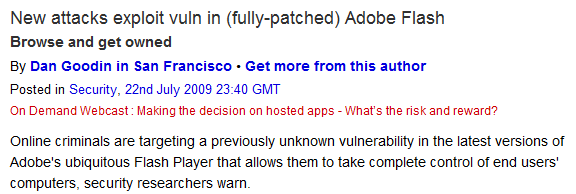 New attacks exploit vuln in (fully-patched) Adobe Flash
Browse and get owned
By Dan Goodin in San Francisco • Get more from this author
Posted in Security, 22nd July 2009 23:40 GMT
On Demand Webcast : Making the decision on hosted apps - What's the risk and reward?
Online criminals are targeting a previously unknown vulnerability in the latest versions of
Adobe's ubiquitous Flash Player that allows them to take complete control of end users'
computers, security researchers warn.